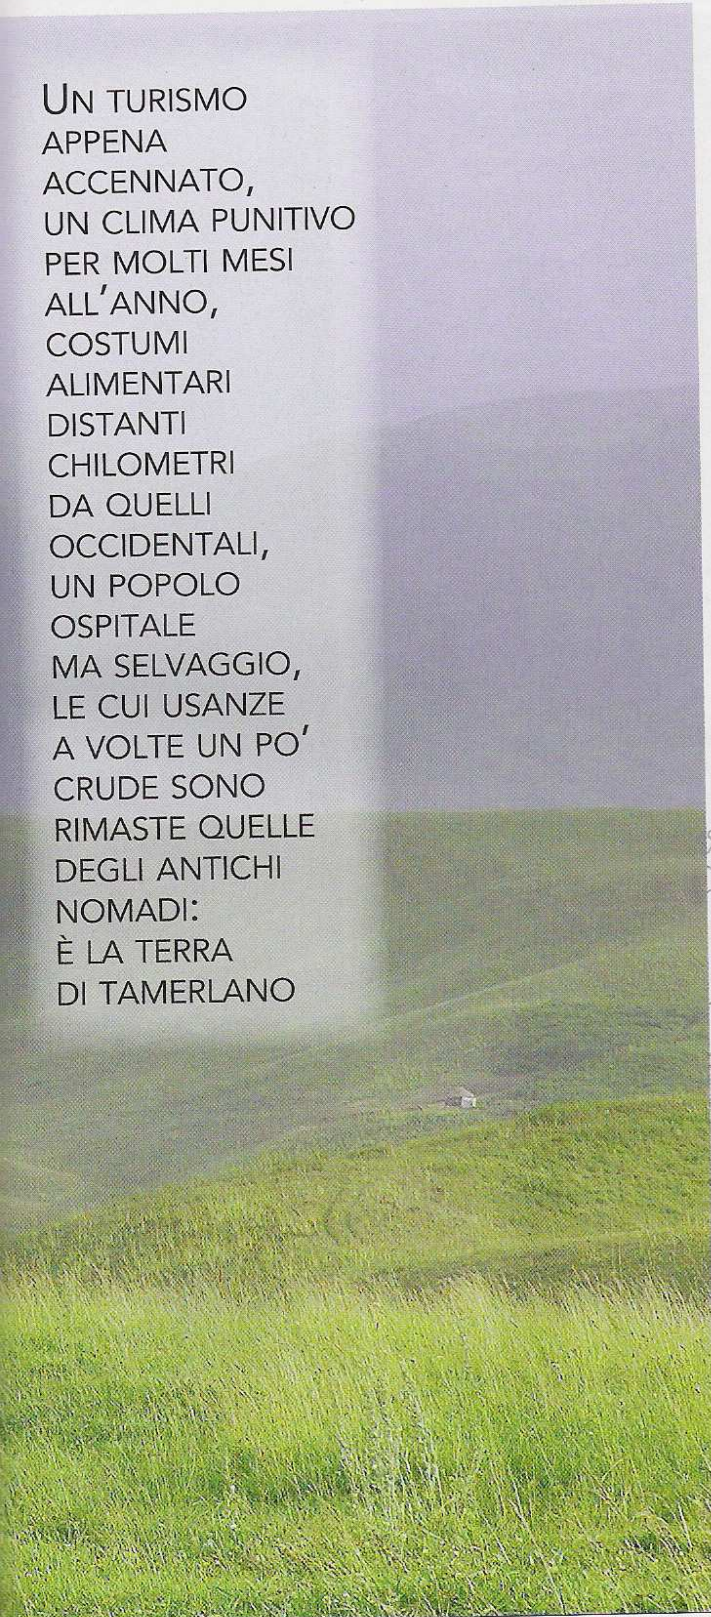 Un turismo
appena
accennato,
un clima punitivo
per molti mesi
all'anno,
costumi
alimentari
distanti
chilometri
da quelli
occidentali,
un popolo
ospitale
ma selvaggio,
le cui usanze
a volte un po'
crude sono
rimaste quelle
degli antichi
nomadi:
è la terra
di Tamerlano